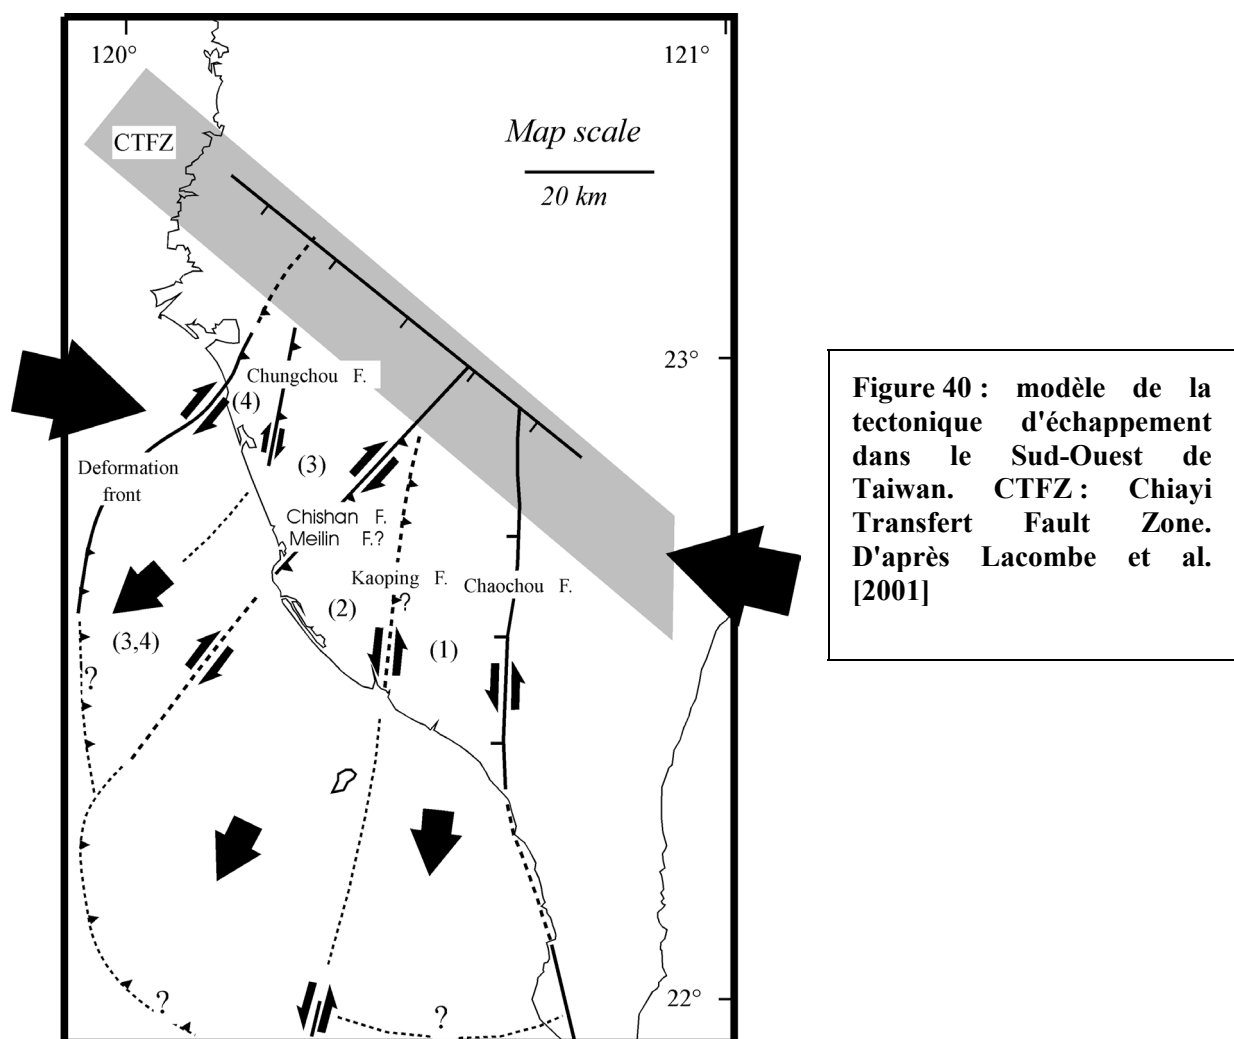 120°
121°
CTFZ
Map scale
20 km
23°
Chungchou F.
(4)
Deformation
front
(3)
Chishan F.
Meilin F.?
Kaoping F.
?
Chaochou F.
(2)
(1)
(3,4)
?
22°
?
?
Figure 40 : modèle de la
tectonique d'échappement
dans le Sud-Ouest de
Taiwan. CTFZ : Chiayi
Transfert Fault Zone.
D'après Lacombe et al.
[2001]